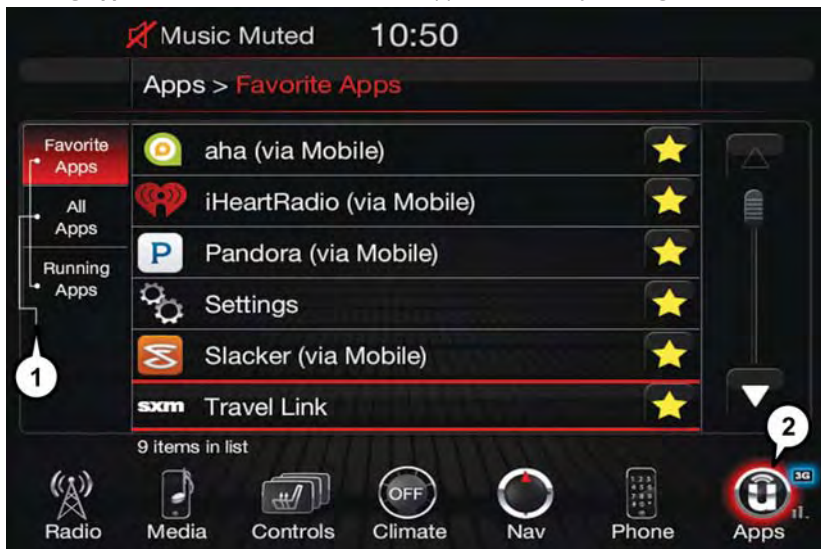 Music Muted 10:50
Apps > Favorite Apps
Favorite
Apps
All
Apps
Running
Apps
1
aha (via Mobile)
iHeartRadio (via Mobile)
P Pandora (via Mobile)
Settings
Slacker (via Mobile)
sxm Travel Link
9 items in list
2
OFF
3G
Radio Media Controls Climate Nav Phone Apps